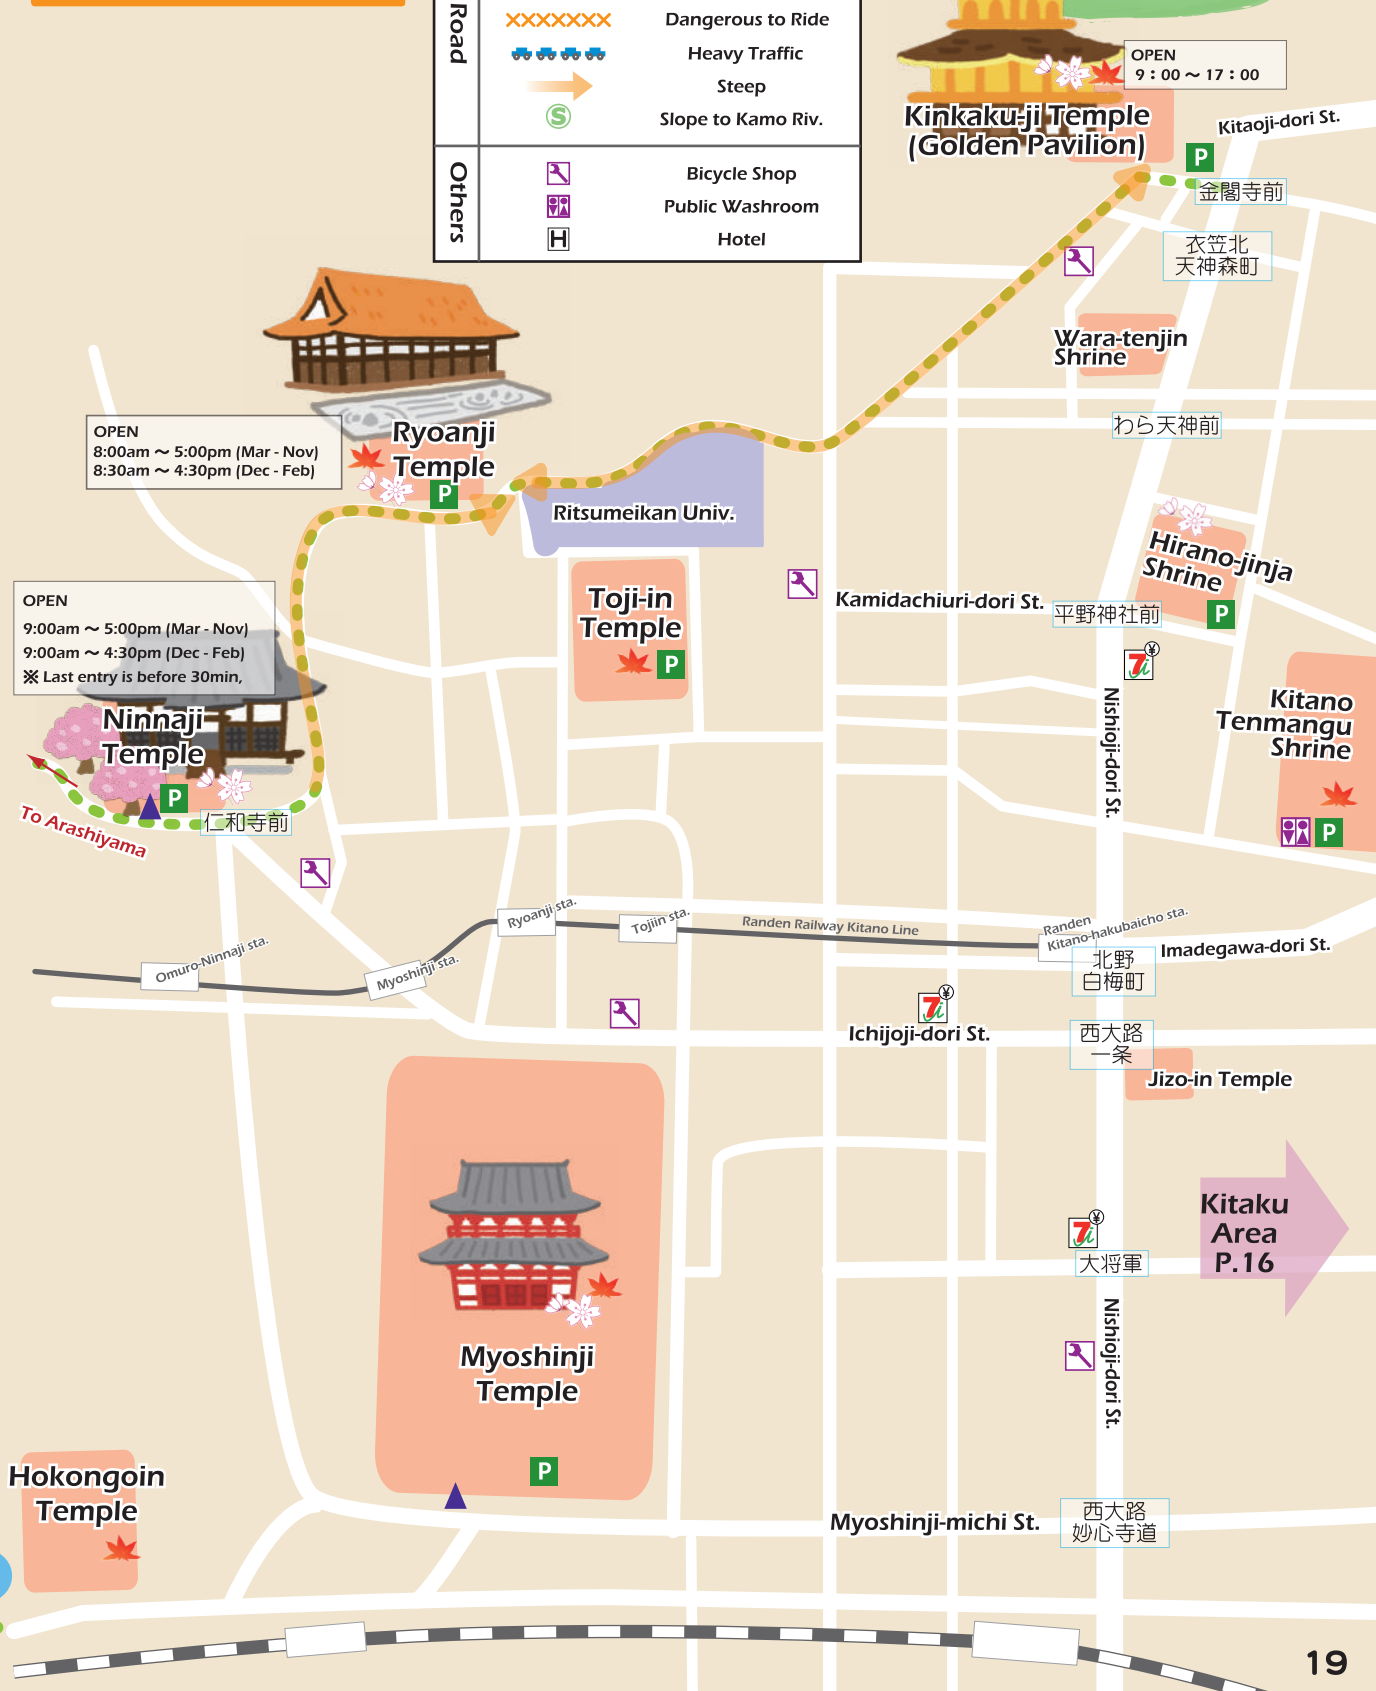 Road
Dangerous to Ride
Heavy Traffic
Steep
S
Slope to Kamo Riv.
Others
Bicycle Shop
Public Washroom
H
Hotel
OPEN
9：00 〜 17：00
Kinkaku-ji Temple
(Golden Pavilion)
Kitaoji-dori St.
P
金閣寺前
衣笠北
天神森町
Wara-tenjin
Shrine
わら天神前
OPEN
8:00am 〜 5:00pm (Mar - Nov)
8:30am 〜 4:30pm (Dec - Feb)
Ryoanji
Temple
P
Ritsumeikan Univ.
Hirano-jinja
Shrine
P
平野神社前
Kamidachiuri-dori St.
Toji-in
Temple
P
OPEN
9:00am 〜 5:00pm (Mar - Nov)
9:00am 〜 4:30pm (Dec - Feb)
※ Last entry is before 30min,
Ninnaji
Temple
P
仁和寺前
To Arashiyama
7i
¥
Nishioji-dori St.
Kitano
Tenmangu
Shrine
P
Omuro-Ninnaji sta.
Myoshinji sta.
Ryoanji sta.
Tojiin sta.
Randen Railway Kitano Line
Randen
Kitano-hakubaicho sta.
北野
白梅町
Imadegawa-dori St.
7i
¥
Ichijoji-dori St.
西大路
一条
Jizo-in Temple
Kitaku
Area
P.16
7i
¥
大将軍
Nishioji-dori St.
Myoshinji
Temple
P
Hokongoin
Temple
Myoshinji-michi St.
西大路
妙心寺道
19